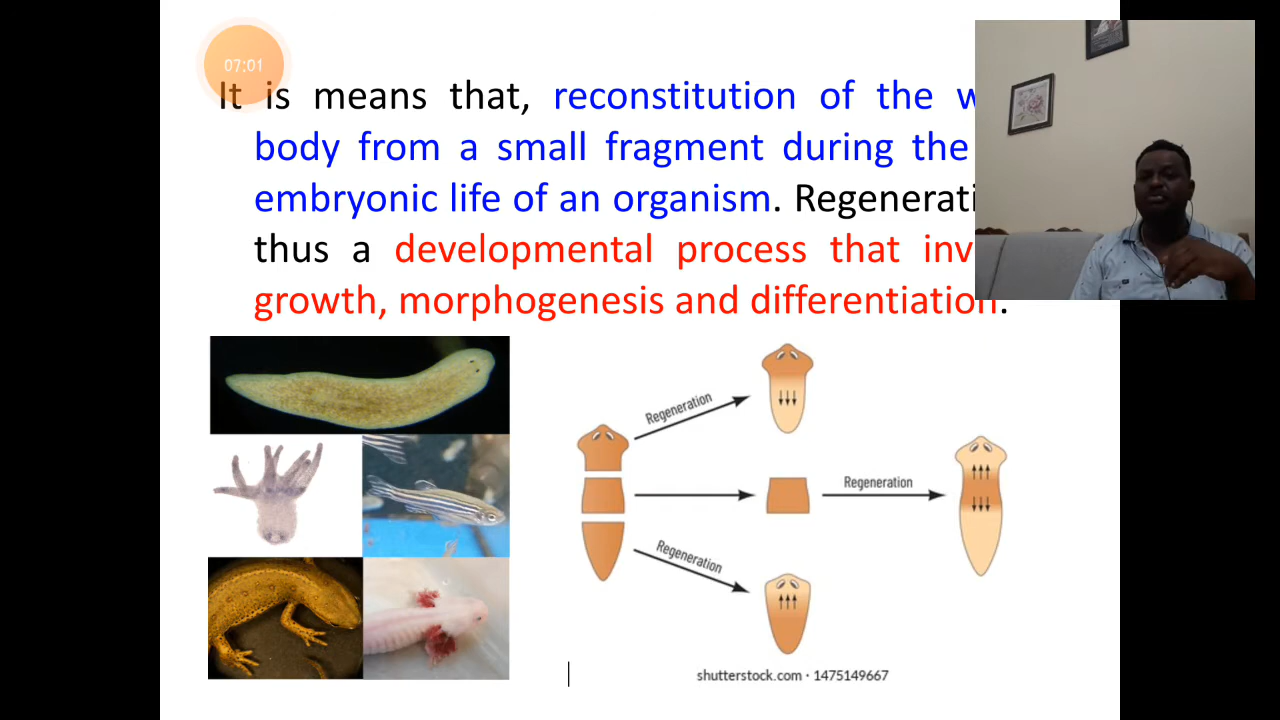 07:01
It is means that, reconstitution of the
body from a small fragment during the
embryonic life of an organism. Regenerati
thus a developmental process that inv
growth, morphogenesis and differentiation.
Regeneration
Regeneration
Regeneration
shutterstock.com · 1475149667